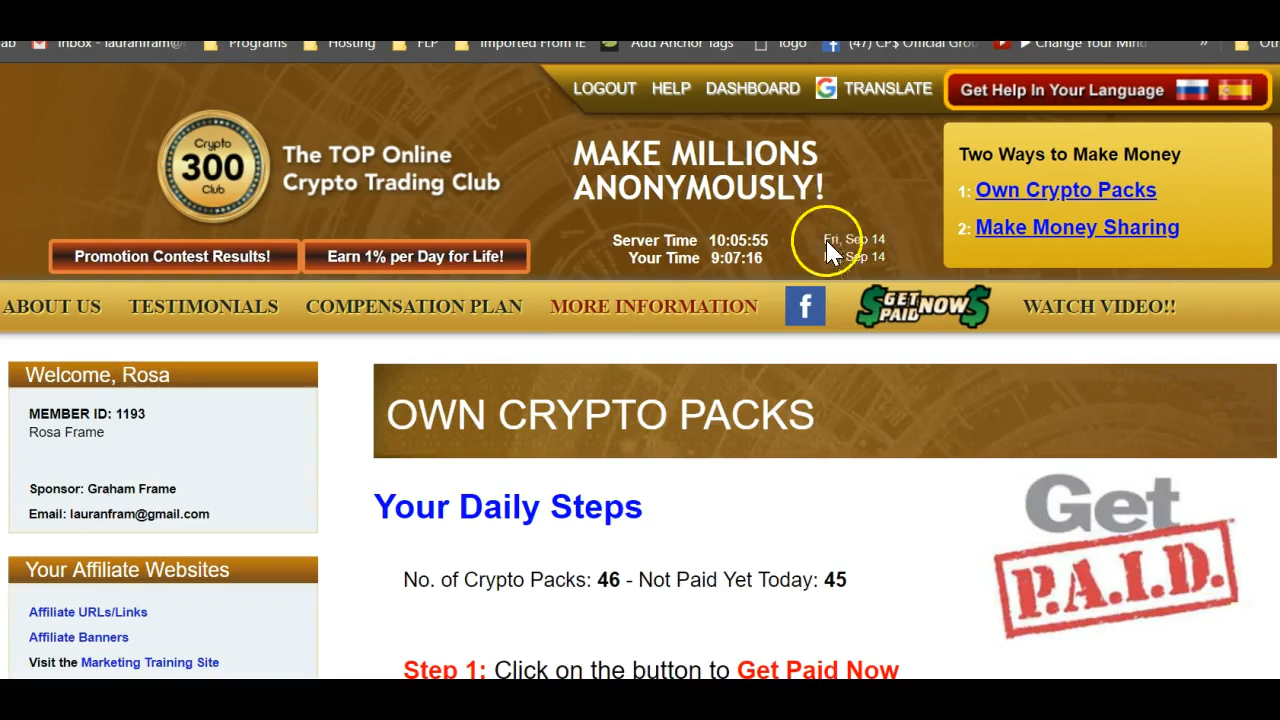 Inbox - lauranfram@g
Programs
Hosting
FLP
Imported From IE
Add Anchor Tags
logo
(47) CP$ Official Grou
Change Your Mind
»
LOGOUT HELP DASHBOARD TRANSLATE
Get Help In Your Language
Crypto
300
Club
The TOP Online
Crypto Trading Club
MAKE MILLIONS
ANONYMOUSLY!
Two Ways to Make Money
1: Own Crypto Packs
2: Make Money Sharing
Server Time 10:05:55 Fri, Sep 14
Your Time 9:07:16 Sep 14
Promotion Contest Results!
Earn 1% per Day for Life!
ABOUT US TESTIMONIALS COMPENSATION PLAN MORE INFORMATION f $GET PAID NOW$ WATCH VIDEO!!
Welcome, Rosa
MEMBER ID: 1193
Rosa Frame
Sponsor: Graham Frame
Email: lauranfram@gmail.com
Your Affiliate Websites
Affiliate URLs/Links
Affiliate Banners
Visit the Marketing Training Site
OWN CRYPTO PACKS
Your Daily Steps
Get
P.A.I.D.
No. of Crypto Packs: 46 - Not Paid Yet Today: 45
Step 1: Click on the button to Get Paid Now